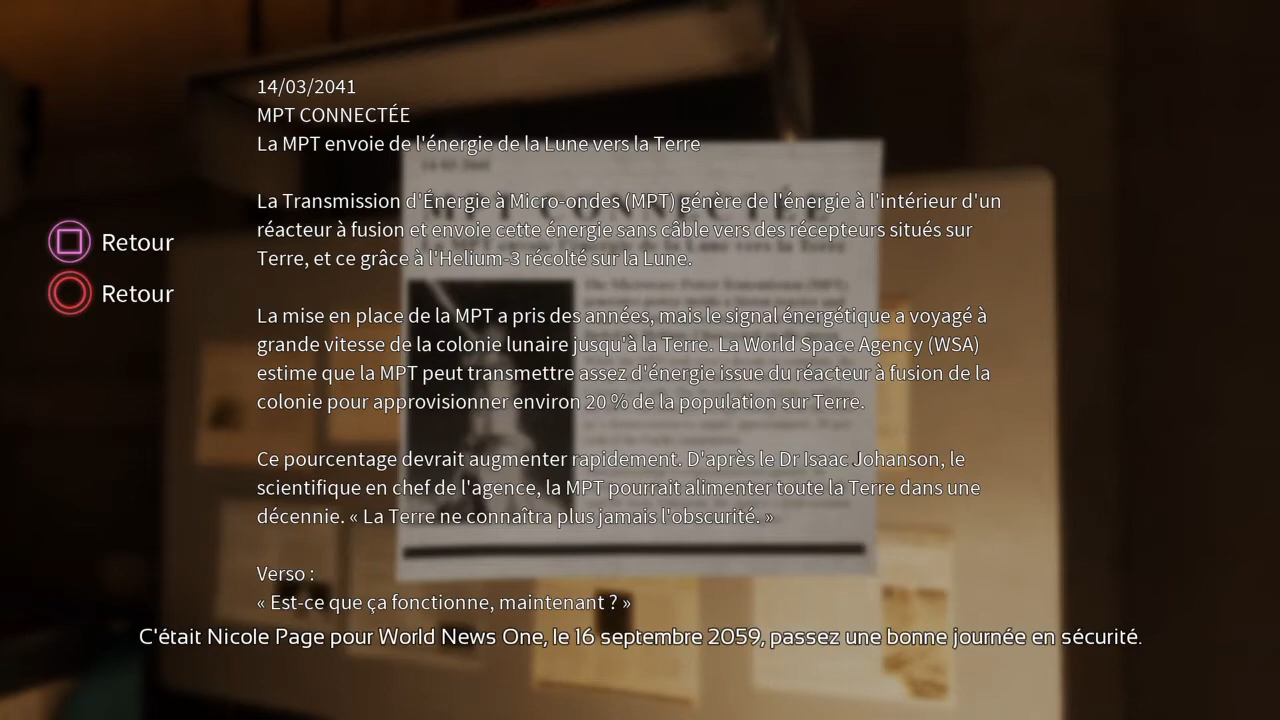 14/03/2041
MPT CONNECTÉE
La MPT envoie de l'énergie de la Lune vers la Terre
La Transmission d'Énergie à Micro-ondes (MPT) génère de l'énergie à l'intérieur d'un
réacteur à fusion et envoie cette énergie sans câble vers des récepteurs situés sur
Terre, et ce grâce à l'Helium-3 récolté sur la Lune.
Retour
Retour
La mise en place de la MPT a pris des années, mais le signal énergétique a voyagé à
grande vitesse de la colonie lunaire jusqu'à la Terre. La World Space Agency (WSA)
estime que la MPT peut transmettre assez d'énergie issue du réacteur à fusion de la
colonie pour approvisionner environ 20 % de la population sur Terre.
Ce pourcentage devrait augmenter rapidement. D'après le Dr Isaac Johanson, le
scientifique en chef de l'agence, la MPT pourrait alimenter toute la Terre dans une
décennie. « La Terre ne connaîtra plus jamais l'obscurité. »
Verso :
« Est-ce que ça fonctionne, maintenant ? »
C'était Nicole Page pour World News One, le 16 septembre 2059, passez une bonne journée en sécurité.